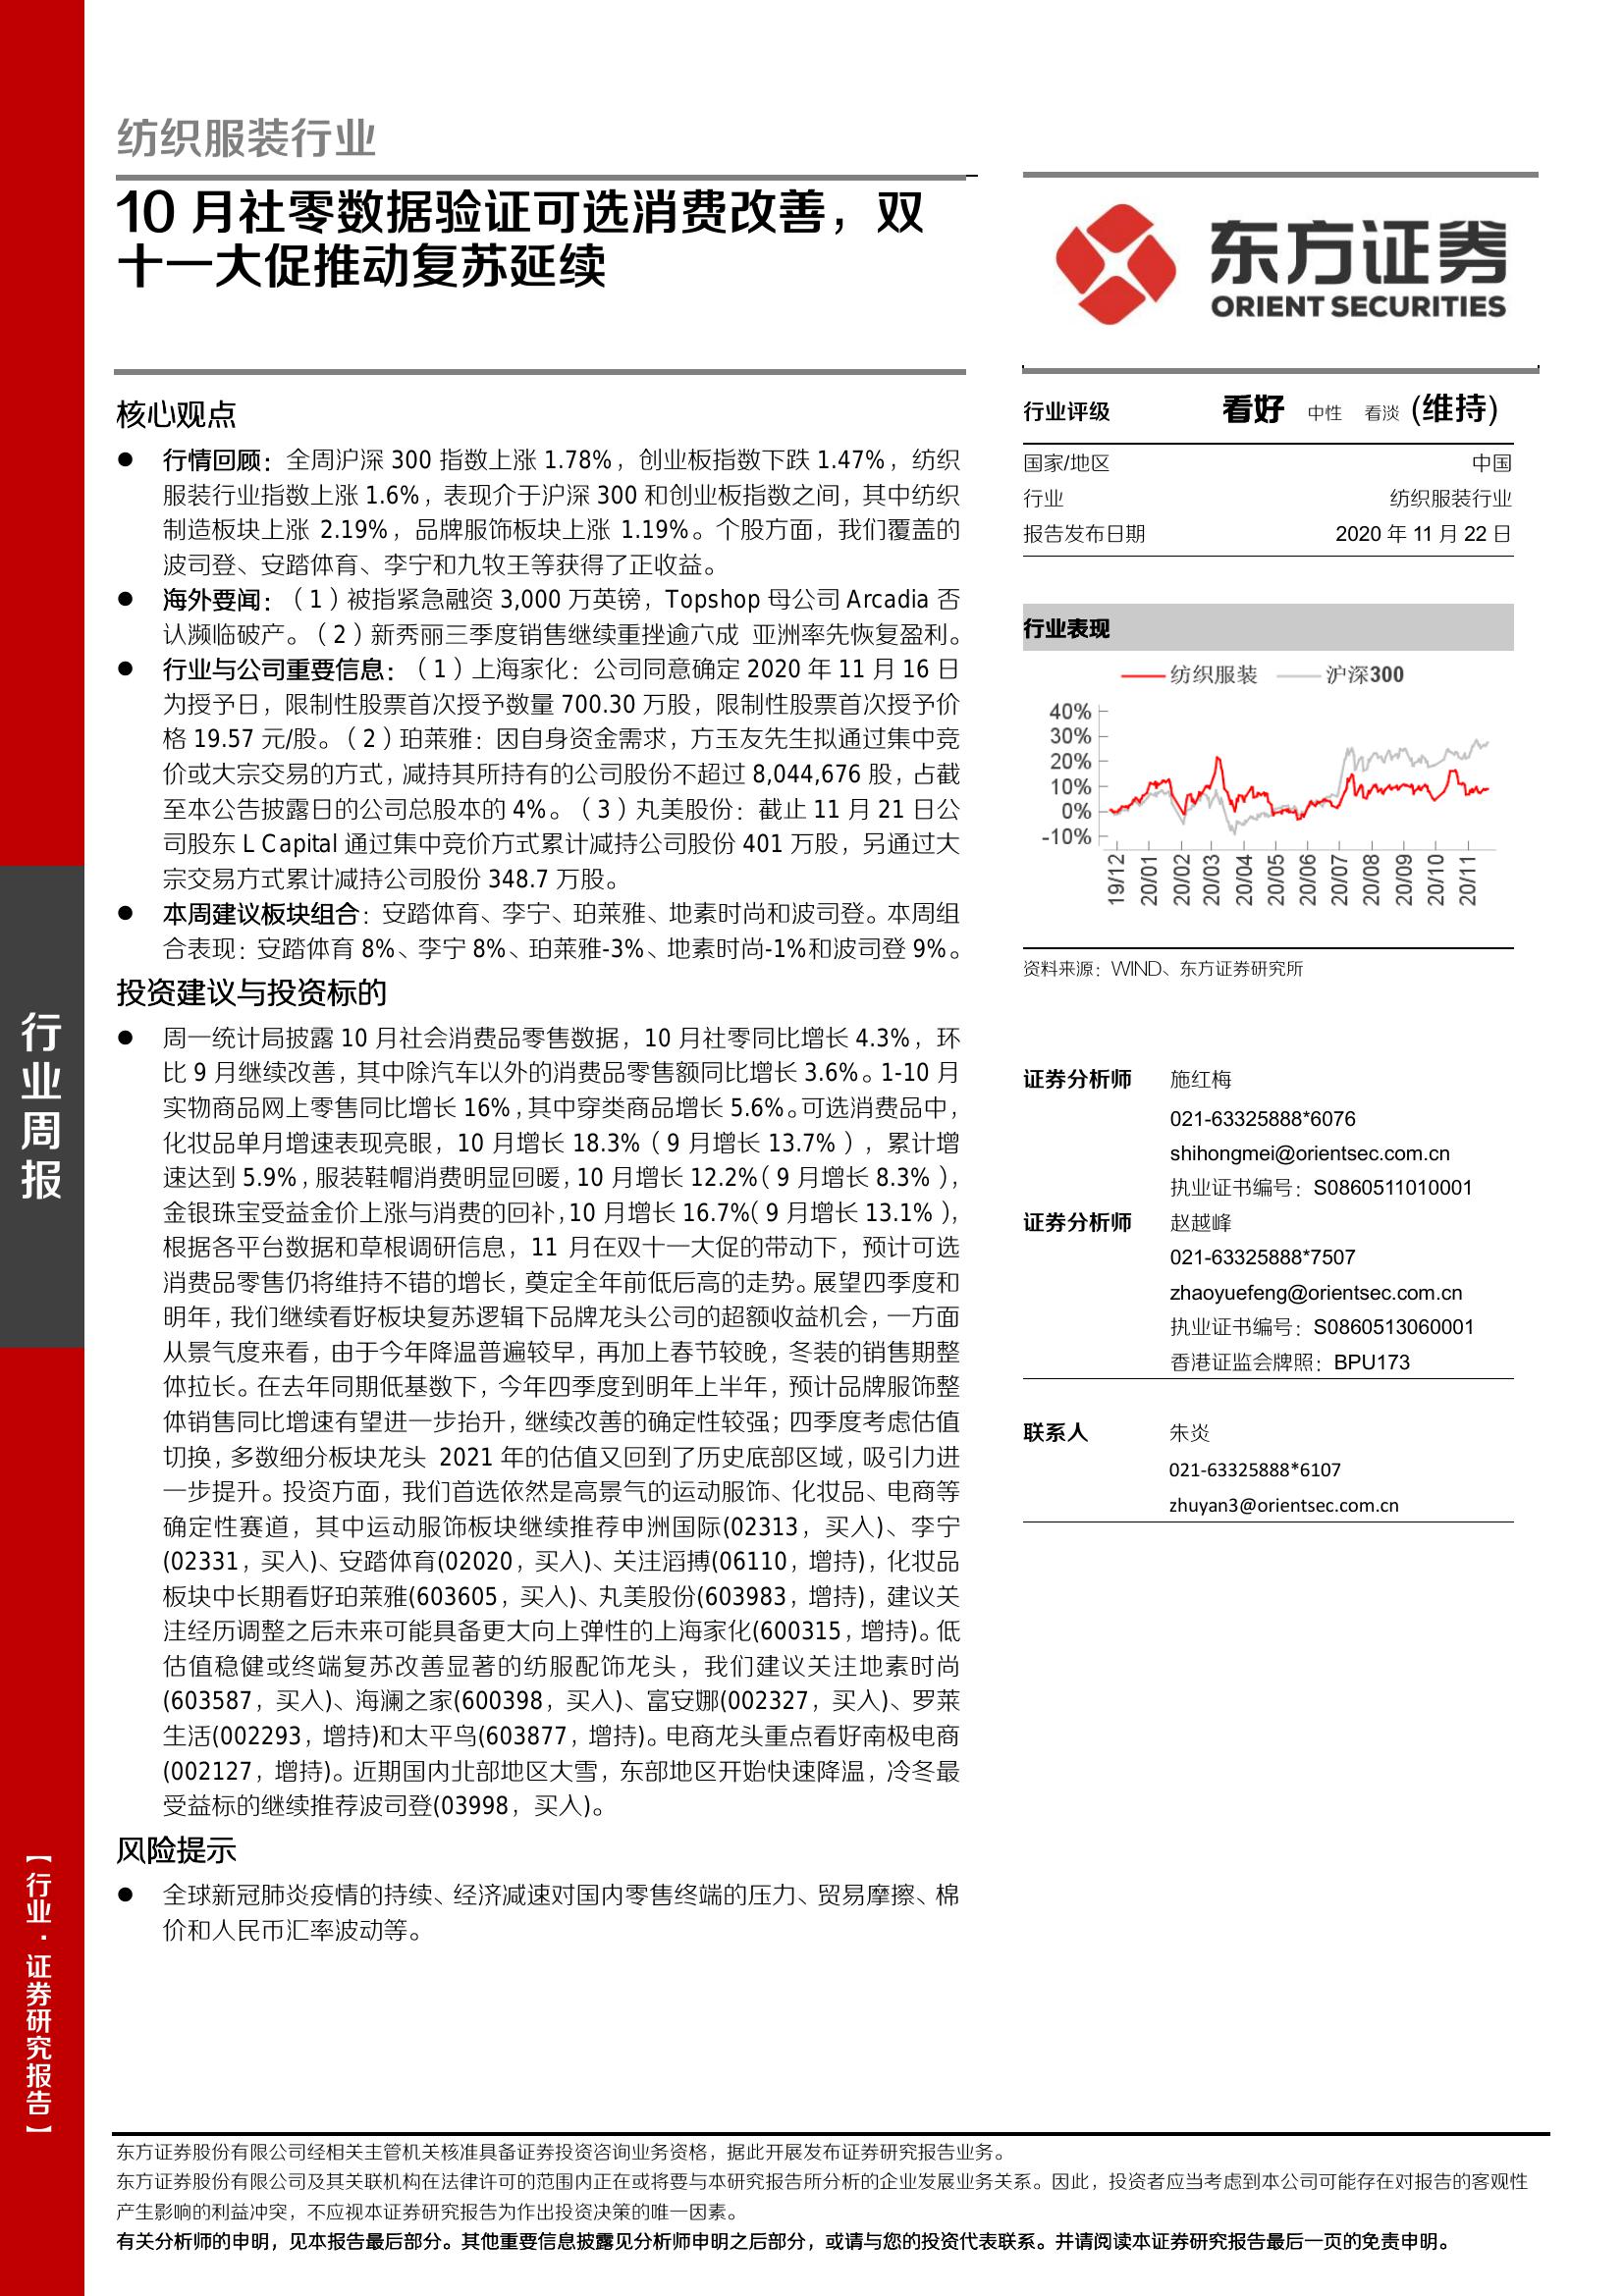 纺织服装行业
10 月社零数据验证可选消费改善，双
十一大促推动复苏延续
东方证券
ORIENT SECURITIES
核心观点
● 行情回顾：全周沪深 300 指数上涨 1.78%，创业板指数下跌 1.47%，纺织
服装行业指数上涨 1.6%，表现介于沪深 300 和创业板指数之间，其中纺织
制造板块上涨 2.19%，品牌服饰板块上涨 1.19%。个股方面，我们覆盖的
波司登、安踏体育、李宁和九牧王等获得了正收益。
● 海外要闻：（1）被指紧急融资 3,000 万英镑，Topshop 母公司 Arcadia 否
认濒临破产。（2）新秀丽三季度销售继续重挫逾六成 亚洲率先恢复盈利。
● 行业与公司重要信息：（1）上海家化：公司同意确定 2020 年 11 月 16 日
为授予日，限制性股票首次授予数量 700.30 万股，限制性股票首次授予价
格 19.57 元/股。（2）珀莱雅：因自身资金需求，方玉友先生拟通过集中竞
价或大宗交易的方式，减持其所持有的公司股份不超过 8,044,676 股，占截
至本公告披露日的公司总股本的 4%。（3）丸美股份：截止 11 月 21 日公
司股东 L Capital 通过集中竞价方式累计减持公司股份 401 万股，另通过大
宗交易方式累计减持公司股份 348.7 万股。
● 本周建议板块组合：安踏体育、李宁、珀莱雅、地素时尚和波司登。本周组
合表现：安踏体育 8%、李宁 8%、珀莱雅-3%、地素时尚-1%和波司登 9%。
投资建议与投资标的
● 周一统计局披露 10 月社会消费品零售数据，10 月社零同比增长 4.3%，环
比 9 月继续改善，其中除汽车以外的消费品零售额同比增长 3.6%。1-10 月
实物商品网上零售同比增长 16%，其中穿类商品增长 5.6%。可选消费品中，
化妆品单月增速表现亮眼，10 月增长 18.3%（9 月增长 13.7%），累计增
速达到 5.9%，服装鞋帽消费明显回暖，10 月增长 12.2%（9 月增长 8.3%），
金银珠宝受益金价上涨与消费的回补，10 月增长 16.7%（9 月增长 13.1%），
根据各平台数据和草根调研信息，11 月在双十一大促的带动下，预计可选
消费品零售仍将维持不错的增长，奠定全年前低后高的走势。展望四季度和
明年，我们继续看好板块复苏逻辑下品牌龙头公司的超额收益机会，一方面
从景气度来看，由于今年降温普遍较早，再加上春节较晚，冬装的销售期整
体拉长。在去年同期低基数下，今年四季度到明年上半年，预计品牌服饰整
体销售同比增速有望进一步抬升，继续改善的确定性较强；四季度考虑估值
切换，多数细分板块龙头 2021 年的估值又回到了历史底部区域，吸引力进
一步提升。投资方面，我们首选依然是高景气的运动服饰、化妆品、电商等
确定性赛道，其中运动服饰板块继续推荐申洲国际(02313，买入)、李宁
(02331，买入)、安踏体育(02020，买入)、关注滔搏(06110，增持)，化妆品
板块中长期看好珀莱雅(603605，买入)、丸美股份(603983，增持)，建议关
注经历调整之后未来可能具备更大向上弹性的上海家化(600315，增持)。低
估值稳健或终端复苏改善显著的纺服配饰龙头，我们建议关注地素时尚
(603587，买入)、海澜之家(600398，买入)、富安娜(002327，买入)、罗莱
生活(002293，增持)和太平鸟(603877，增持)。电商龙头重点看好南极电商
(002127，增持)。近期国内北部地区大雪，东部地区开始快速降温，冷冬最
受益标的继续推荐波司登(03998，买入)。
风险提示
● 全球新冠肺炎疫情的持续、经济减速对国内零售终端的压力、贸易摩擦、棉
价和人民币汇率波动等。
行业评级 看好 中性 看淡 (维持)
国家/地区 中国
行业 纺织服装行业
报告发布日期 2020 年 11 月 22 日
行业表现
纺织服装 沪深300
40%
30%
20%
10%
0%
-10%
19/12 20/01 20/02 20/03 20/04 20/05 20/06 20/07 20/08 20/09 20/10 20/11
资料来源：WIND、东方证券研究所
证券分析师 施红梅
021-63325888*6076
shihongmei@orientsec.com.cn
执业证书编号：S0860511010001
证券分析师 赵越峰
021-63325888*7507
zhaoyuefeng@orientsec.com.cn
执业证书编号：S0860513060001
香港证监会牌照：BPU173
联系人 朱炎
021-63325888*6107
zhuyan3@orientsec.com.cn
行业周报
【行业·证券研究报告】
东方证券股份有限公司经相关主管机关核准具备证券投资咨询业务资格，据此开展发布证券研究报告业务。
东方证券股份有限公司及其关联机构在法律许可的范围内正在或将要与本研究报告所分析的企业发展业务关系。因此，投资者应当考虑到本公司可能存在对报告的客观性
产生影响的利益冲突，不应视本证券研究报告为作出投资决策的唯一因素。
有关分析师的申明，见本报告最后部分。其他重要信息披露见分析师申明之后部分，或请与您的投资代表联系。并请阅读本证券研究报告最后一页的免责申明。